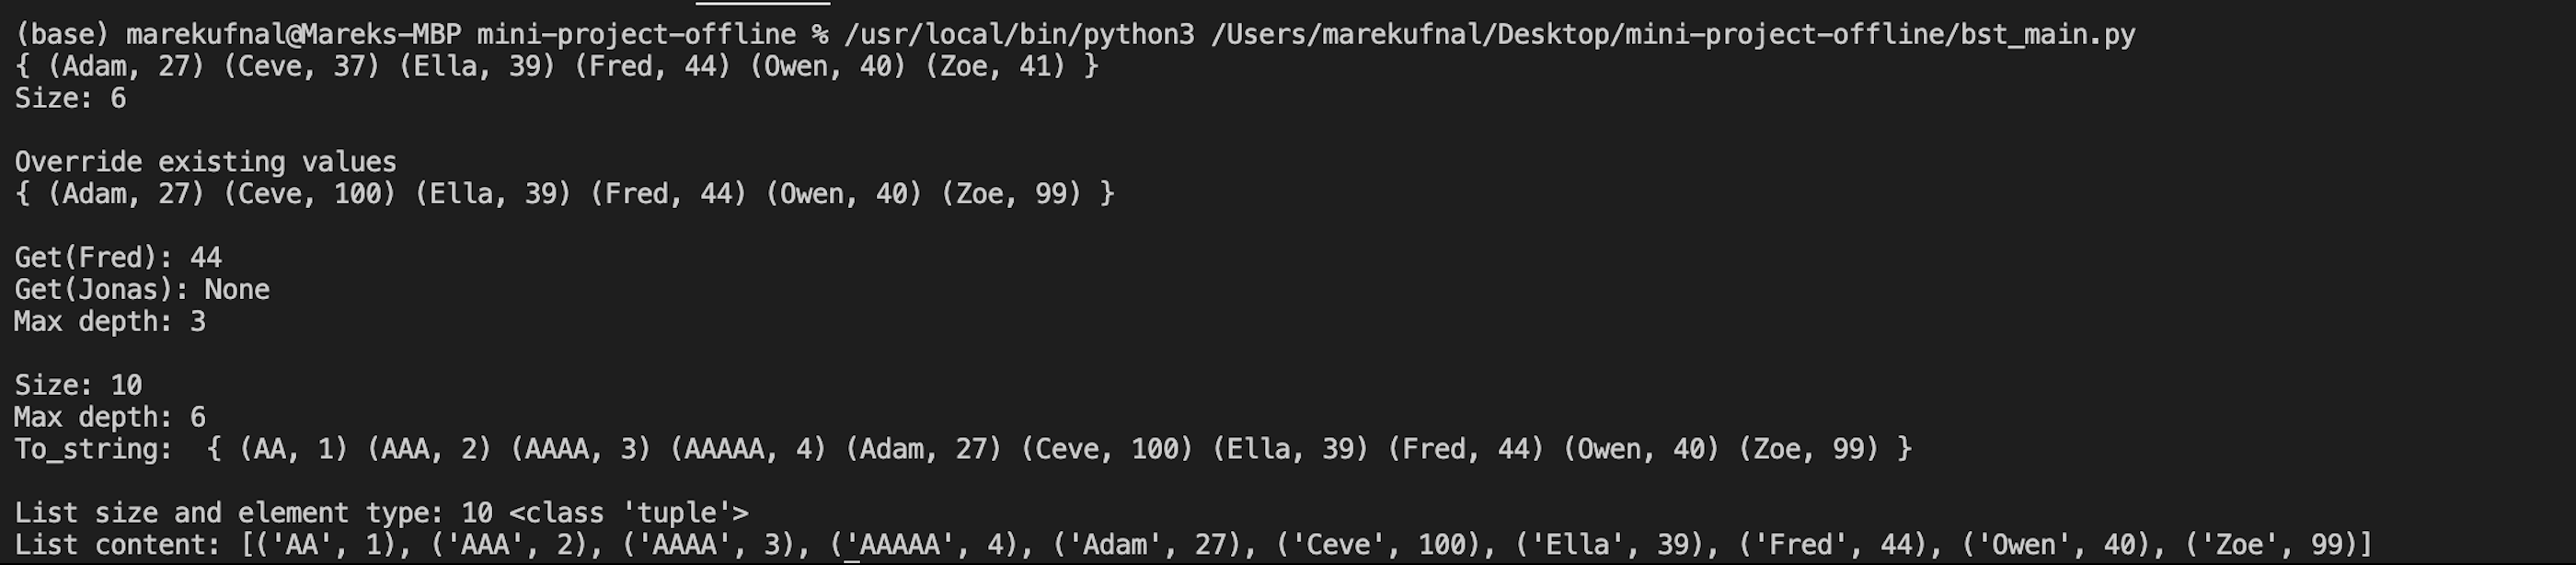 (base) marekufnal@Mareks-MBP mini-project-offline % /usr/local/bin/python3 /Users/marekufnal/Desktop/mini-project-offline/bst_main.py
{ (Adam, 27) (Ceve, 37) (Ella, 39) (Fred, 44) (Owen, 40) (Zoe, 41) }
Size: 6
Override existing values
{ (Adam, 27) (Ceve, 100) (Ella, 39) (Fred, 44) (Owen, 40) (Zoe, 99) }
Get(Fred): 44
Get(Jonas): None
Max depth: 3
Size: 10
Max depth: 6
To_string:  { (AA, 1) (AAA, 2) (AAAA, 3) (AAAAA, 4) (Adam, 27) (Ceve, 100) (Ella, 39) (Fred, 44) (Owen, 40) (Zoe, 99) }
List size and element type: 10 <class 'tuple'>
List content: [('AA', 1), ('AAA', 2), ('AAAA', 3), ('AAAAA', 4), ('Adam', 27), ('Ceve', 100), ('Ella', 39), ('Fred', 44), ('Owen', 40), ('Zoe', 99)]